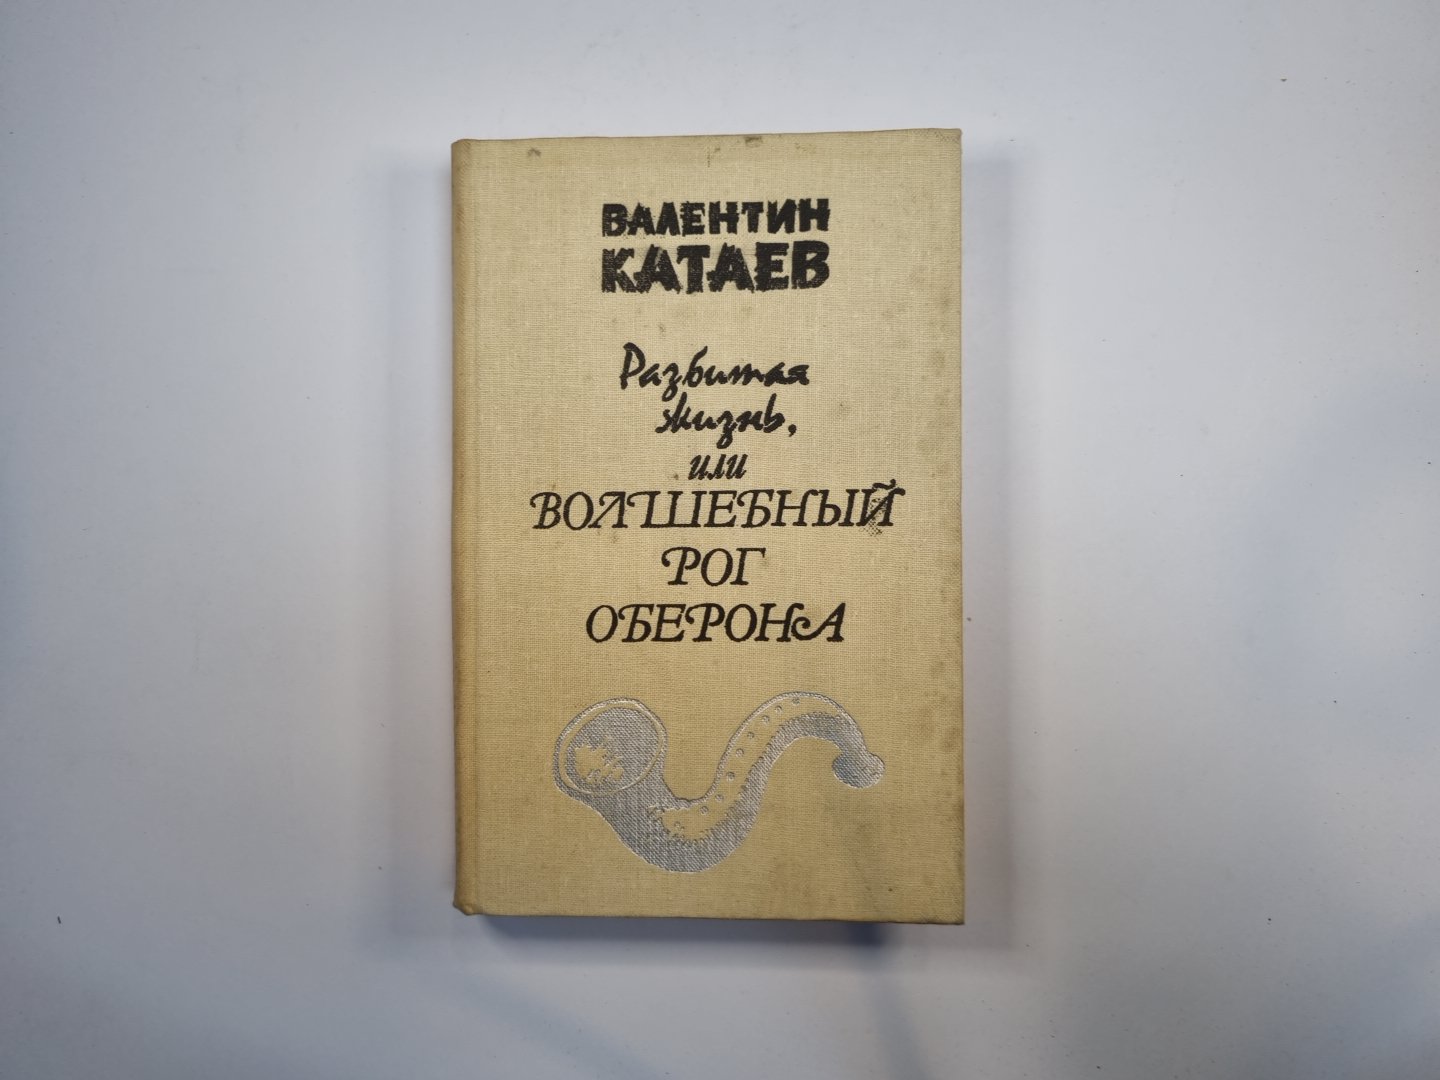 ВАЛЕНТИН
КАТАЕВ
Разбитая
жизнь,
или
ВОЛШЕБНЫЙ
РОГ
ОБЕРОНА